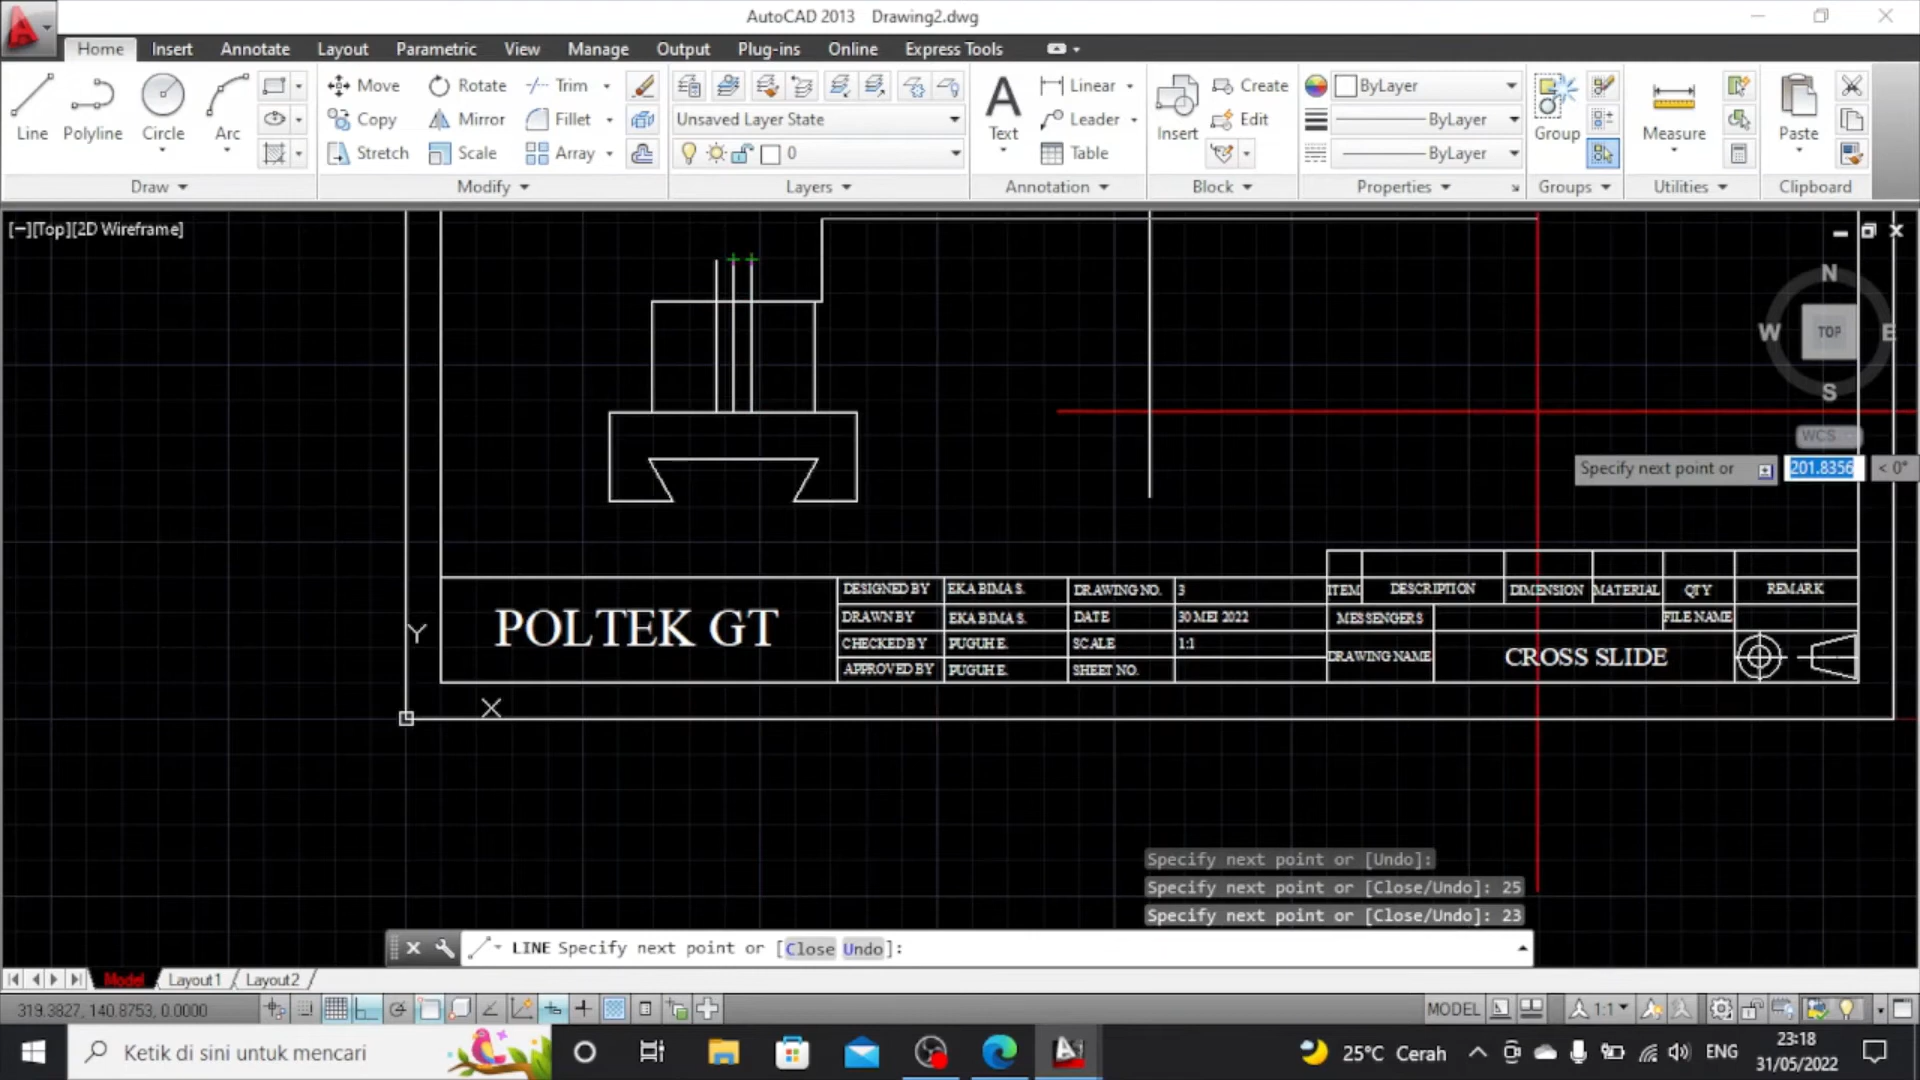 AutoCAD 2013 Drawing2.dwg
Home Insert Annotate Layout Parametric View Manage Output Plug-ins Online Express Tools
Move Rotate Trim Unsaved Layer State Linear Create ByLayer
Line Polyline Circle Arc Copy Mirror Fillet Text Leader Insert Edit ByLayer Group Measure Paste
Stretch Scale Array 0 Table ByLayer
Draw Modify Layers Annotation Block Properties Groups Utilities Clipboard
[−][Top][2D Wireframe]
N
W TOP E
S
WCS
Specify next point or 201.8356 < 0°
POLTEK GT
DESIGNED BY EKA BIMA S. DRAWING NO. 3 ITEM DESCRIPTION DIMENSION MATERIAL QTY REMARK
DRAWN BY EKA BIMA S. DATE 30 MEI 2022 MESSENGERS FILE NAME
CHECKED BY PUGUH E. SCALE 1:1 DRAWING NAME CROSS SLIDE
APPROVED BY PUGUH E. SHEET NO.
Y
X
Specify next point or [Undo]:
Specify next point or [Close/Undo]: 25
Specify next point or [Close/Undo]: 23
LINE Specify next point or [Close Undo]:
Model Layout1 Layout2
319.3827, 140.8753, 0.0000 MODEL 1:1
Ketik di sini untuk mencari 25°C Cerah ENG 23:18
31/05/2022